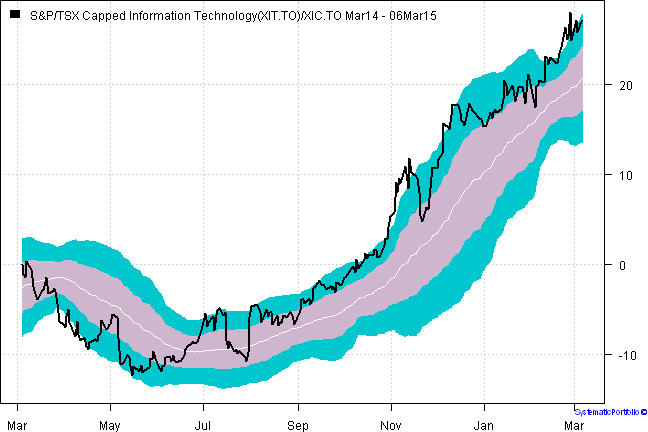 S&P/TSX Capped Information Technology(XIT.TO)/XIC.TO Mar14 - 06Mar15
20
10
0
-10
Mar May Jul Sep Nov Jan Mar
SystematicPortfolio ©